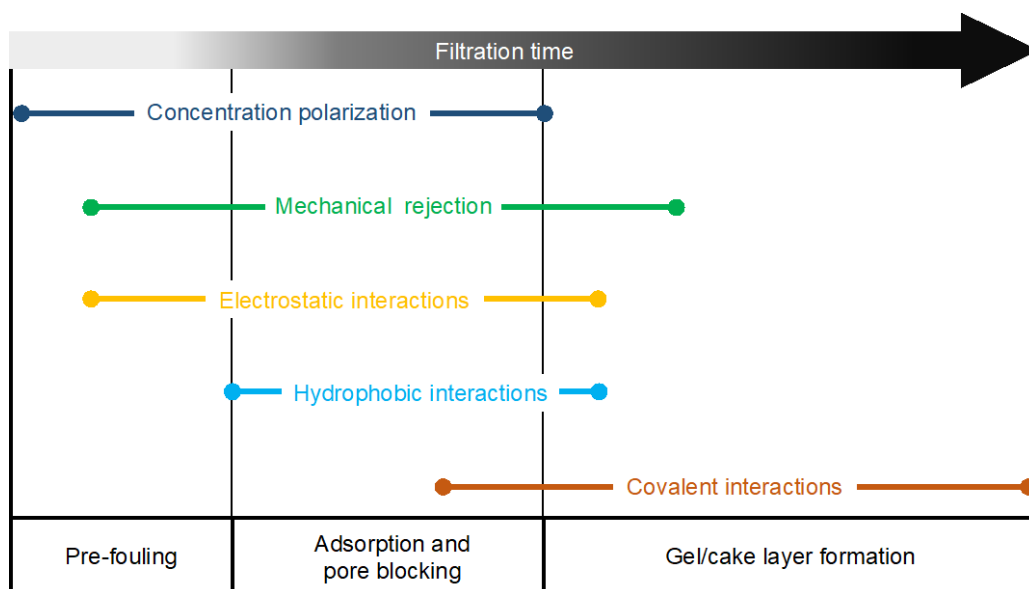 Filtration time
Concentration polarization
Mechanical rejection
Electrostatic interactions
Hydrophobic interactions
Covalent interactions
Pre-fouling
Adsorption and
pore blocking
Gel/cake layer formation